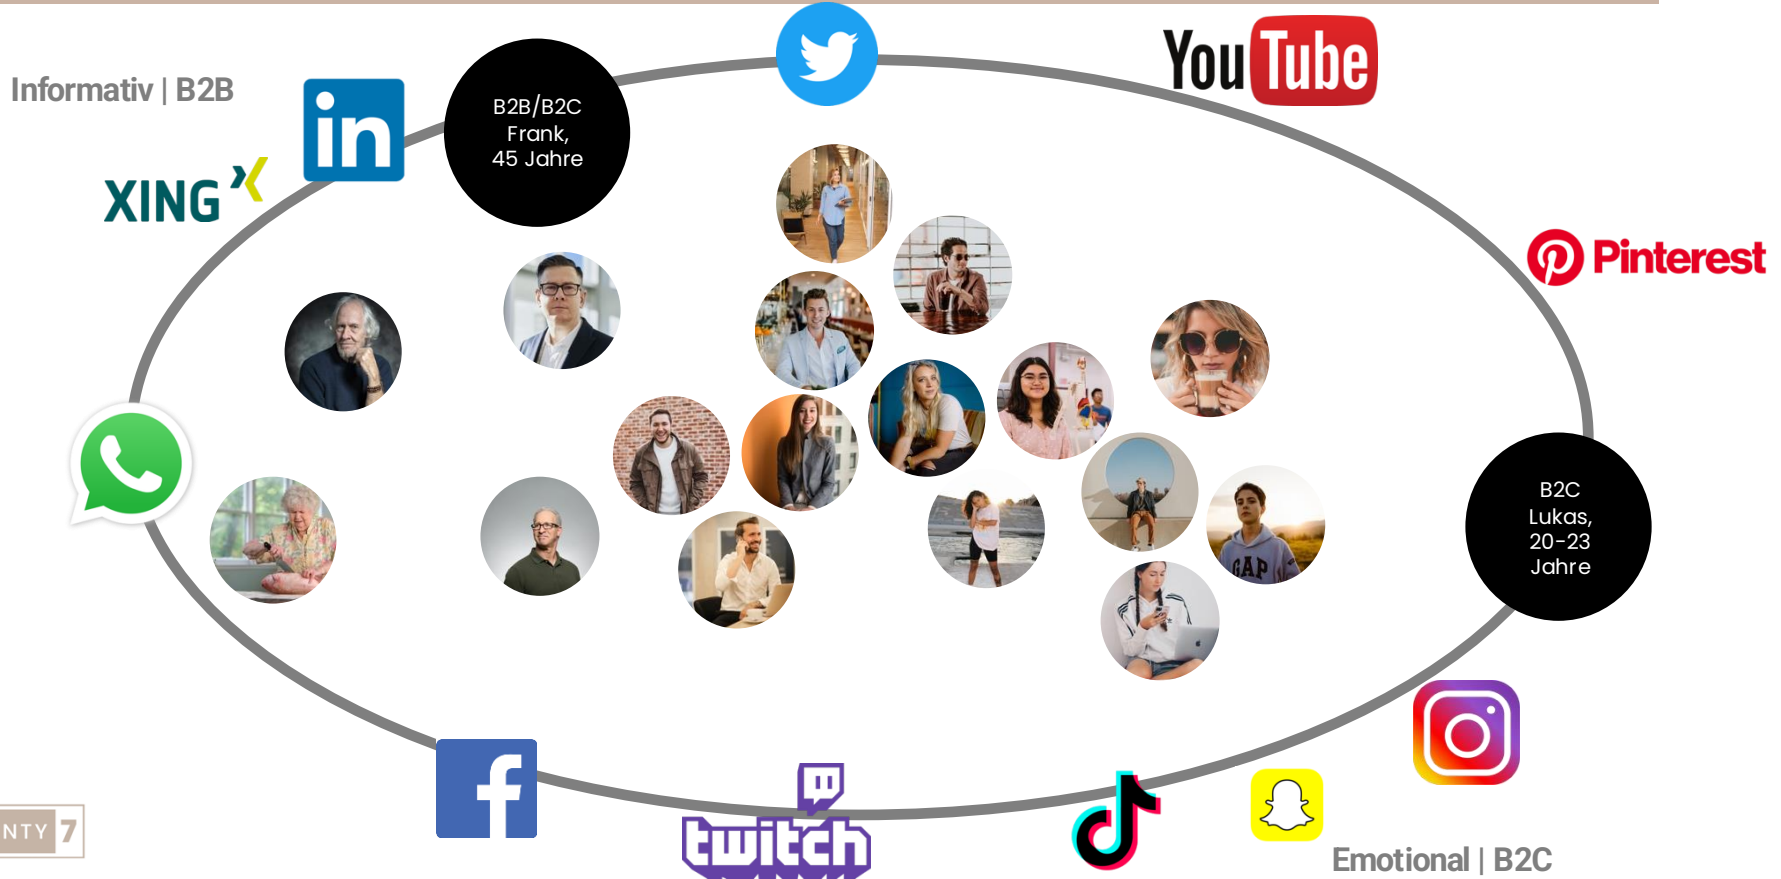 YouTube
Informativ | B2B
in
B2B/B2C
Frank,
45 Jahre
XING
Pinterest
B2C
Lukas,
20-23
Jahre
GAP
f
twitch
NTY 7
Emotional | B2C